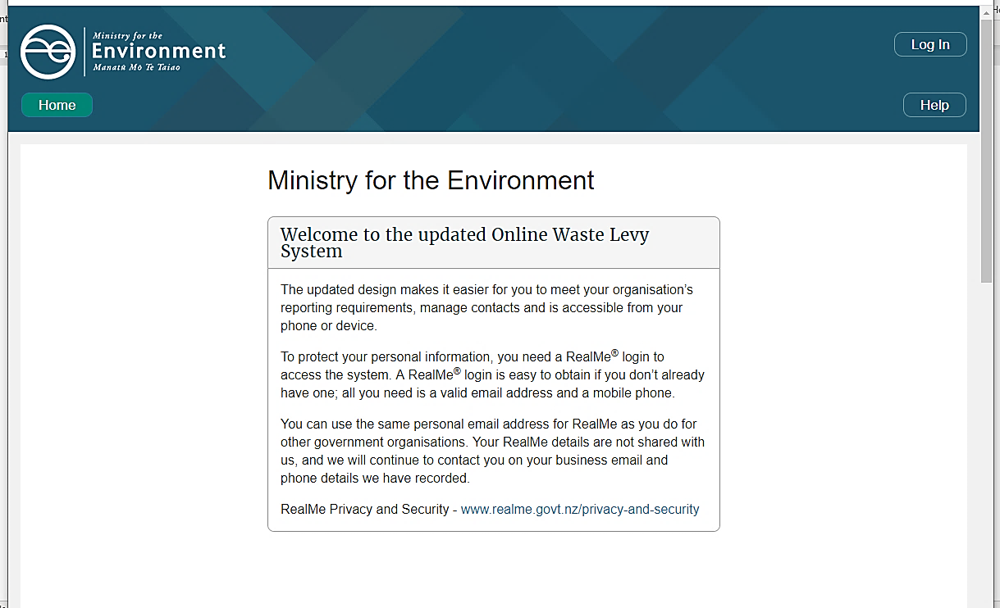 Ministry for the
Environment
Manatū Mō Te Taiao
Log In
Home
Help
Ministry for the Environment
Welcome to the updated Online Waste Levy
System
The updated design makes it easier for you to meet your organisation’s
reporting requirements, manage contacts and is accessible from your
phone or device.
To protect your personal information, you need a RealMe® login to
access the system. A RealMe® login is easy to obtain if you don’t already
have one; all you need is a valid email address and a mobile phone.
You can use the same personal email address for RealMe as you do for
other government organisations. Your RealMe details are not shared with
us, and we will continue to contact you on your business email and
phone details we have recorded.
RealMe Privacy and Security - www.realme.govt.nz/privacy-and-security